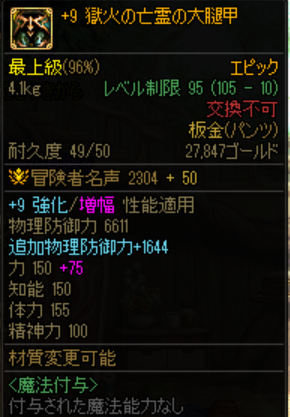 +9 獄火の亡霊の大腿甲
最上級(96%) エピック
4.1kg レベル制限 95 (105 - 10)
交換不可
板金(パンツ)
耐久度 49/50 27,847ゴールド
冒険者名声 2304 + 50
+9 強化/増幅 性能適用
物理防御力 6611
追加物理防御力+1644
力 150 +75
知能 150
体力 155
精神力 100
材質変更可能
<魔法付与>
付与された魔法能力なし